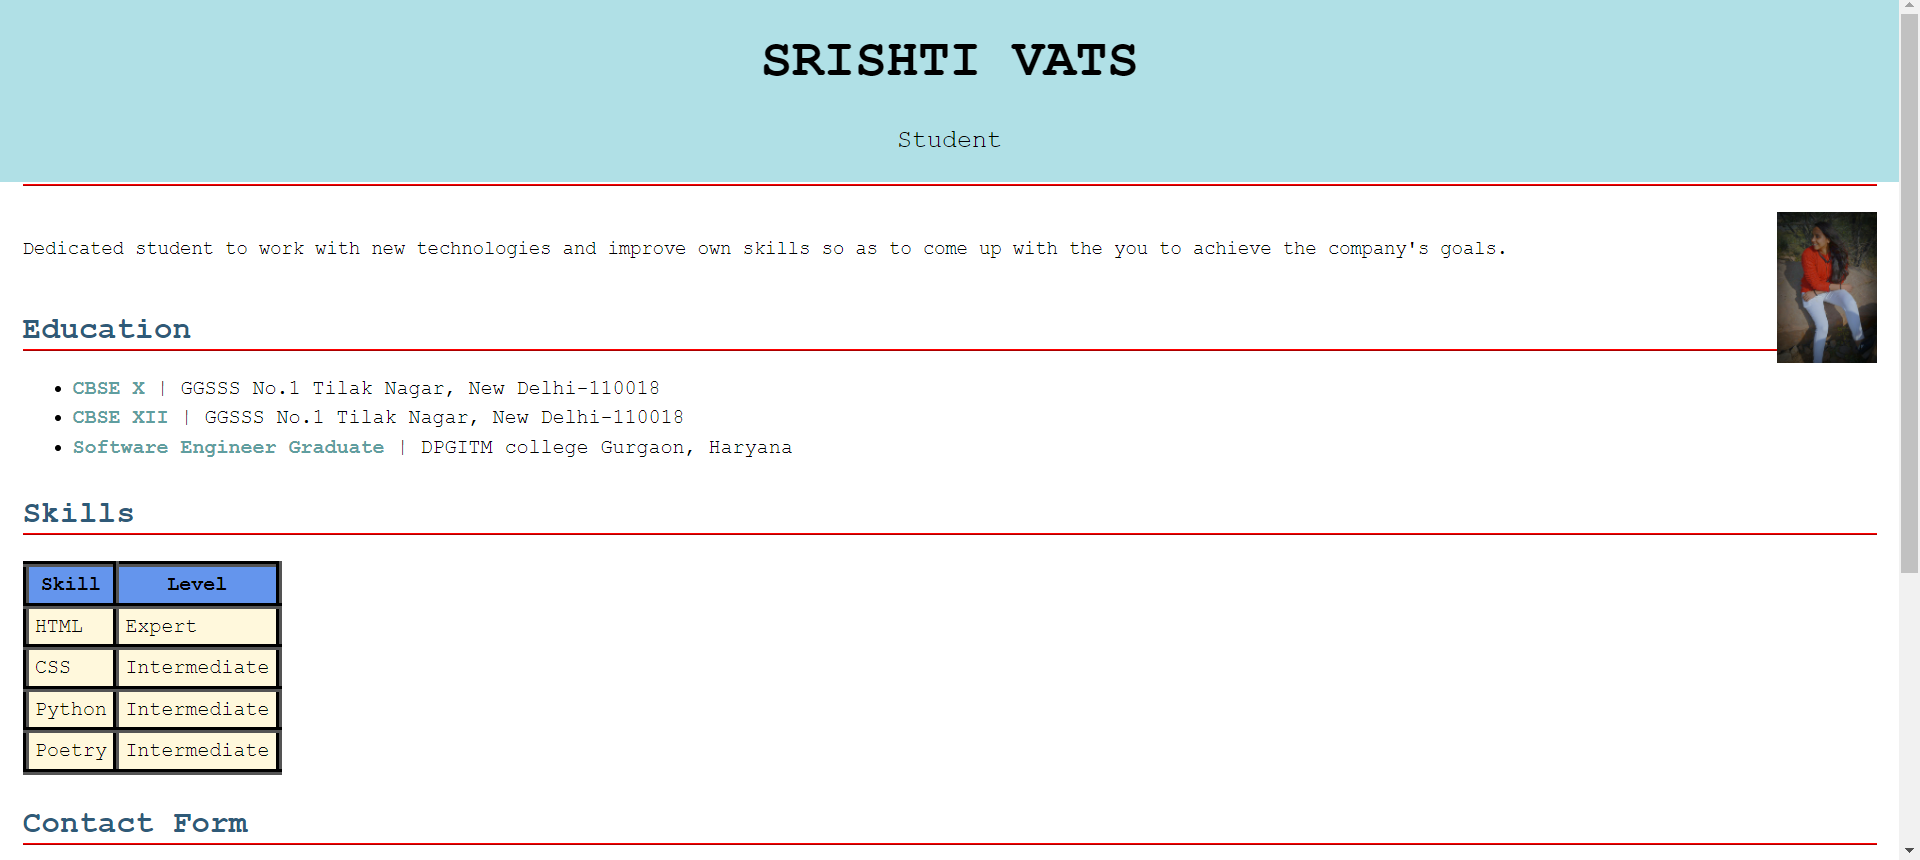 SRISHTI VATS
Student
Dedicated student to work with new technologies and improve own skills so as to come up with the you to achieve the company's goals.
Education
CBSE X | GGSSS No.1 Tilak Nagar, New Delhi-110018
CBSE XII | GGSSS No.1 Tilak Nagar, New Delhi-110018
Software Engineer Graduate | DPGITM college Gurgaon, Haryana
Skills
Skill Level
HTML Expert
CSS Intermediate
Python Intermediate
Poetry Intermediate
Contact Form